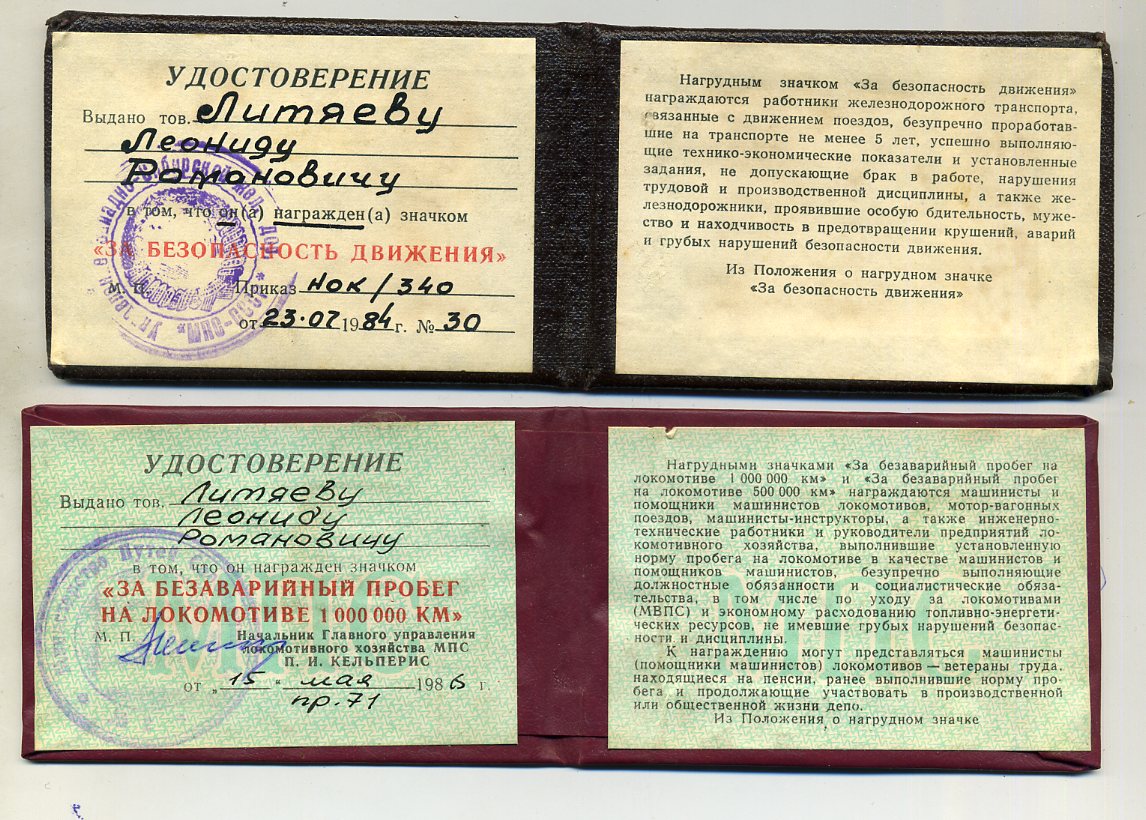 УДОСТОВЕРЕНИЕ
Выдано тов. Литяеву
Леониду
Романовичу
в том, что он(а) награжден(а) значком
«ЗА БЕЗОПАСНОСТЬ ДВИЖЕНИЯ»
М. П. Приказ НОК/340
от 23.07 1984 г. № 30
Нагрудным значком «За безопасность движения»
награждаются работники железнодорожного транспорта,
связанные с движением поездов, безупречно проработав-
шие на транспорте не менее 5 лет, успешно выполняю-
щие технико-экономические показатели и установленные
задания, не допускающие брак в работе, нарушения
трудовой и производственной дисциплины, а также же-
лезнодорожники, проявившие особую бдительность, муже-
ство и находчивость в предотвращении крушений, аварий
и грубых нарушений безопасности движения.
Из Положения о нагрудном значке
«За безопасность движения»
УДОСТОВЕРЕНИЕ
Выдано тов. Литяеву
Леониду
Романовичу
в том, что он награжден значком
«ЗА БЕЗАВАРИЙНЫЙ ПРОБЕГ
НА ЛОКОМОТИВЕ 1 000 000 КМ»
М. П. Начальник Главного управления
локомотивного хозяйства МПС
П. И. КЕЛЬПЕРИС
от „15“ мая 1986 г.
пр. 71
Нагрудными значками «За безаварийный пробег на
локомотиве 1 000 000 км» и «За безаварийный пробег
на локомотиве 500 000 км» награждаются машинисты и
помощники машинистов локомотивов, мотор-вагонных
поездов, машинисты-инструкторы, а также инженерно-
технические работники и руководители предприятий ло-
комотивного хозяйства, выполнившие установленную
норму пробега на локомотиве в качестве машинистов и
помощников машинистов, безупречно выполняющие
должностные обязанности и социалистические обяза-
тельства, в том числе по уходу за локомотивами
(МВПС) и экономному расходованию топливно-энергети-
ческих ресурсов, не имевшие грубых нарушений безопас-
ности и дисциплины.
К награждению могут представляться машинисты
(помощники машинистов) локомотивов — ветераны труда,
находящиеся на пенсии, ранее выполнившие норму про-
бега и продолжающие участвовать в производственной
или общественной жизни депо.
Из Положения о нагрудном значке